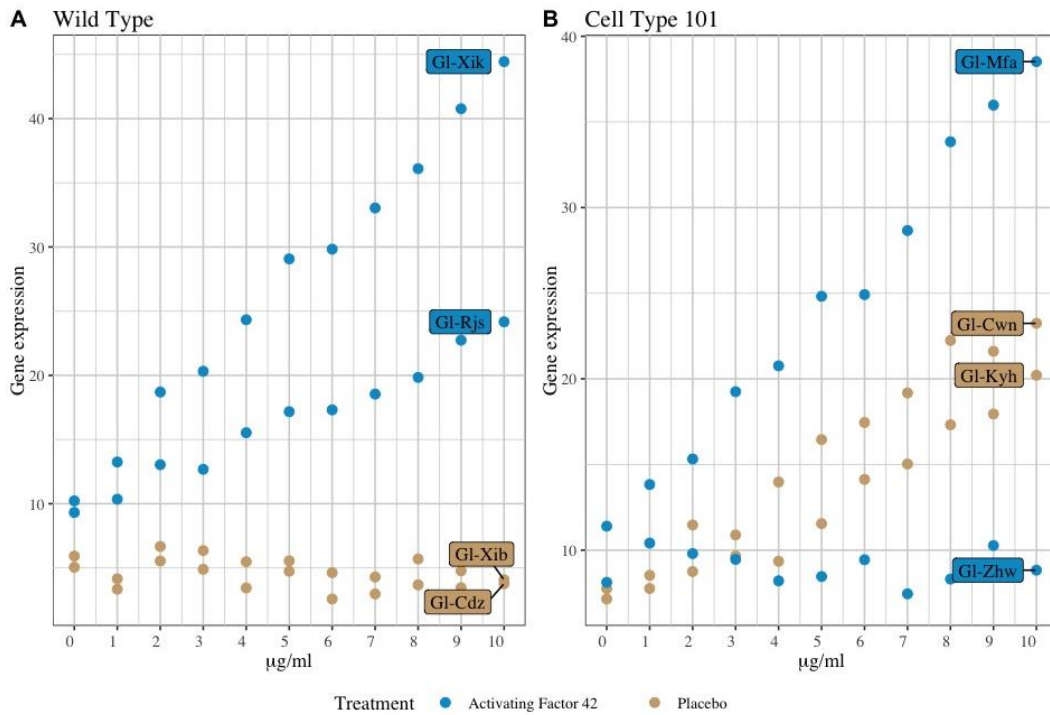 A Wild Type
Gene expression
40
30
20
10
Gl-Xik
Gl-Rjs
Gl-Xib
Gl-Cdz
0 1 2 3 4 5 6 7 8 9 10
μg/ml
B Cell Type 101
Gene expression
40
30
20
10
Gl-Mfa
Gl-Cwn
Gl-Kyh
Gl-Zhw
0 1 2 3 4 5 6 7 8 9 10
μg/ml
Treatment Activating Factor 42 Placebo